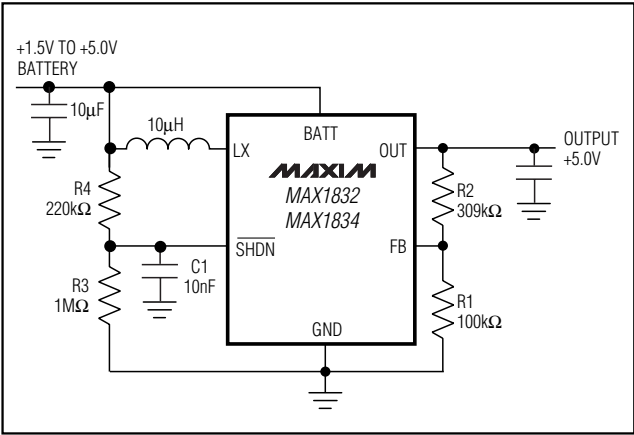 +1.5V TO +5.0V
BATTERY
10µF
10µH
LX
BATT
OUT
OUTPUT
+5.0V
MAXIM
MAX1832
MAX1834
R4
220kΩ
R2
309kΩ
SHDN
FB
C1
10nF
R3
1MΩ
R1
100kΩ
GND